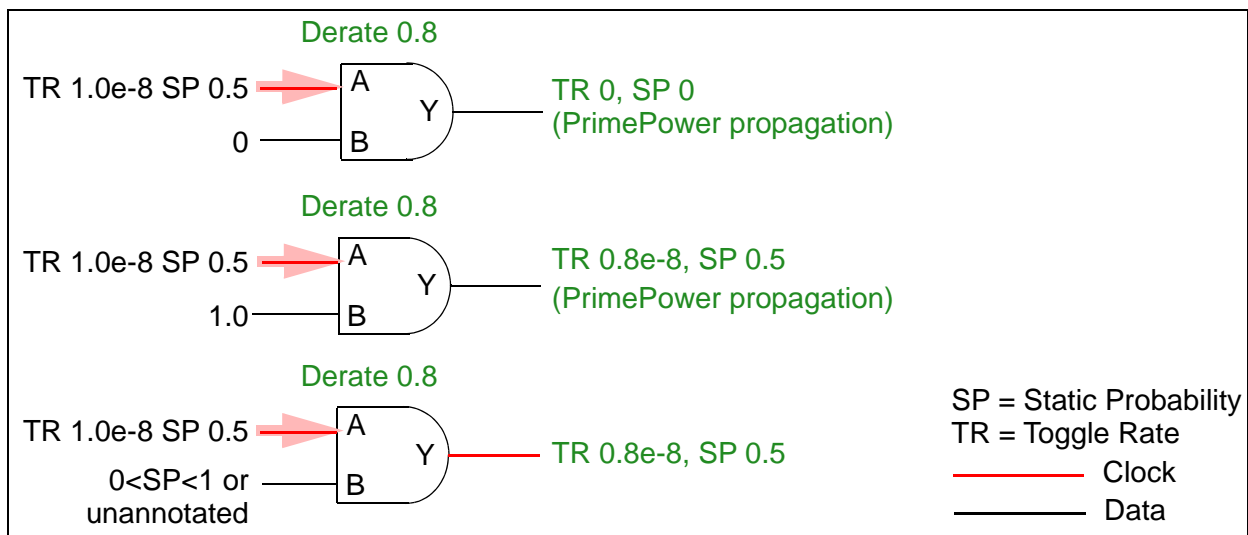 Derate 0.8
TR 1.0e-8 SP 0.5
A
Y
TR 0, SP 0
(PrimePower propagation)
0
B
Derate 0.8
TR 1.0e-8 SP 0.5
A
Y
TR 0.8e-8, SP 0.5
(PrimePower propagation)
1.0
B
Derate 0.8
TR 1.0e-8 SP 0.5
A
Y
TR 0.8e-8, SP 0.5
0<SP<1 or
unannotated
B
SP = Static Probability
TR = Toggle Rate
Clock
Data